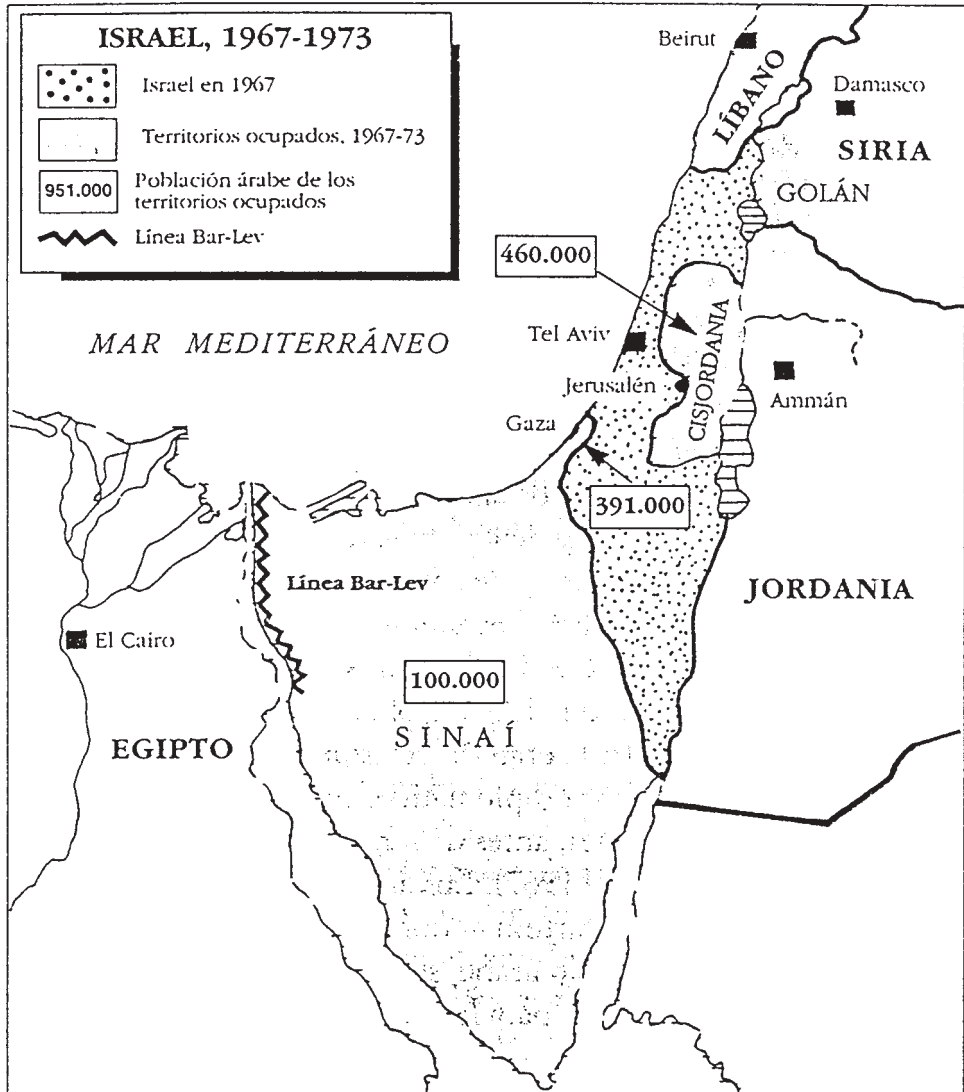 ISRAEL, 1967-1973
Israel en 1967
Territorios ocupados, 1967-73
951.000
Población árabe de los
territorios ocupados
Línea Bar-Lev
Beirut
LÍBANO
Damasco
SIRIA
GOLÁN
460.000
MAR MEDITERRÁNEO
Tel Aviv
CISJORDANIA
Jerusalén
Ammán
Gaza
391.000
Línea Bar-Lev
JORDANIA
El Cairo
100.000
EGIPTO
SINAÍ